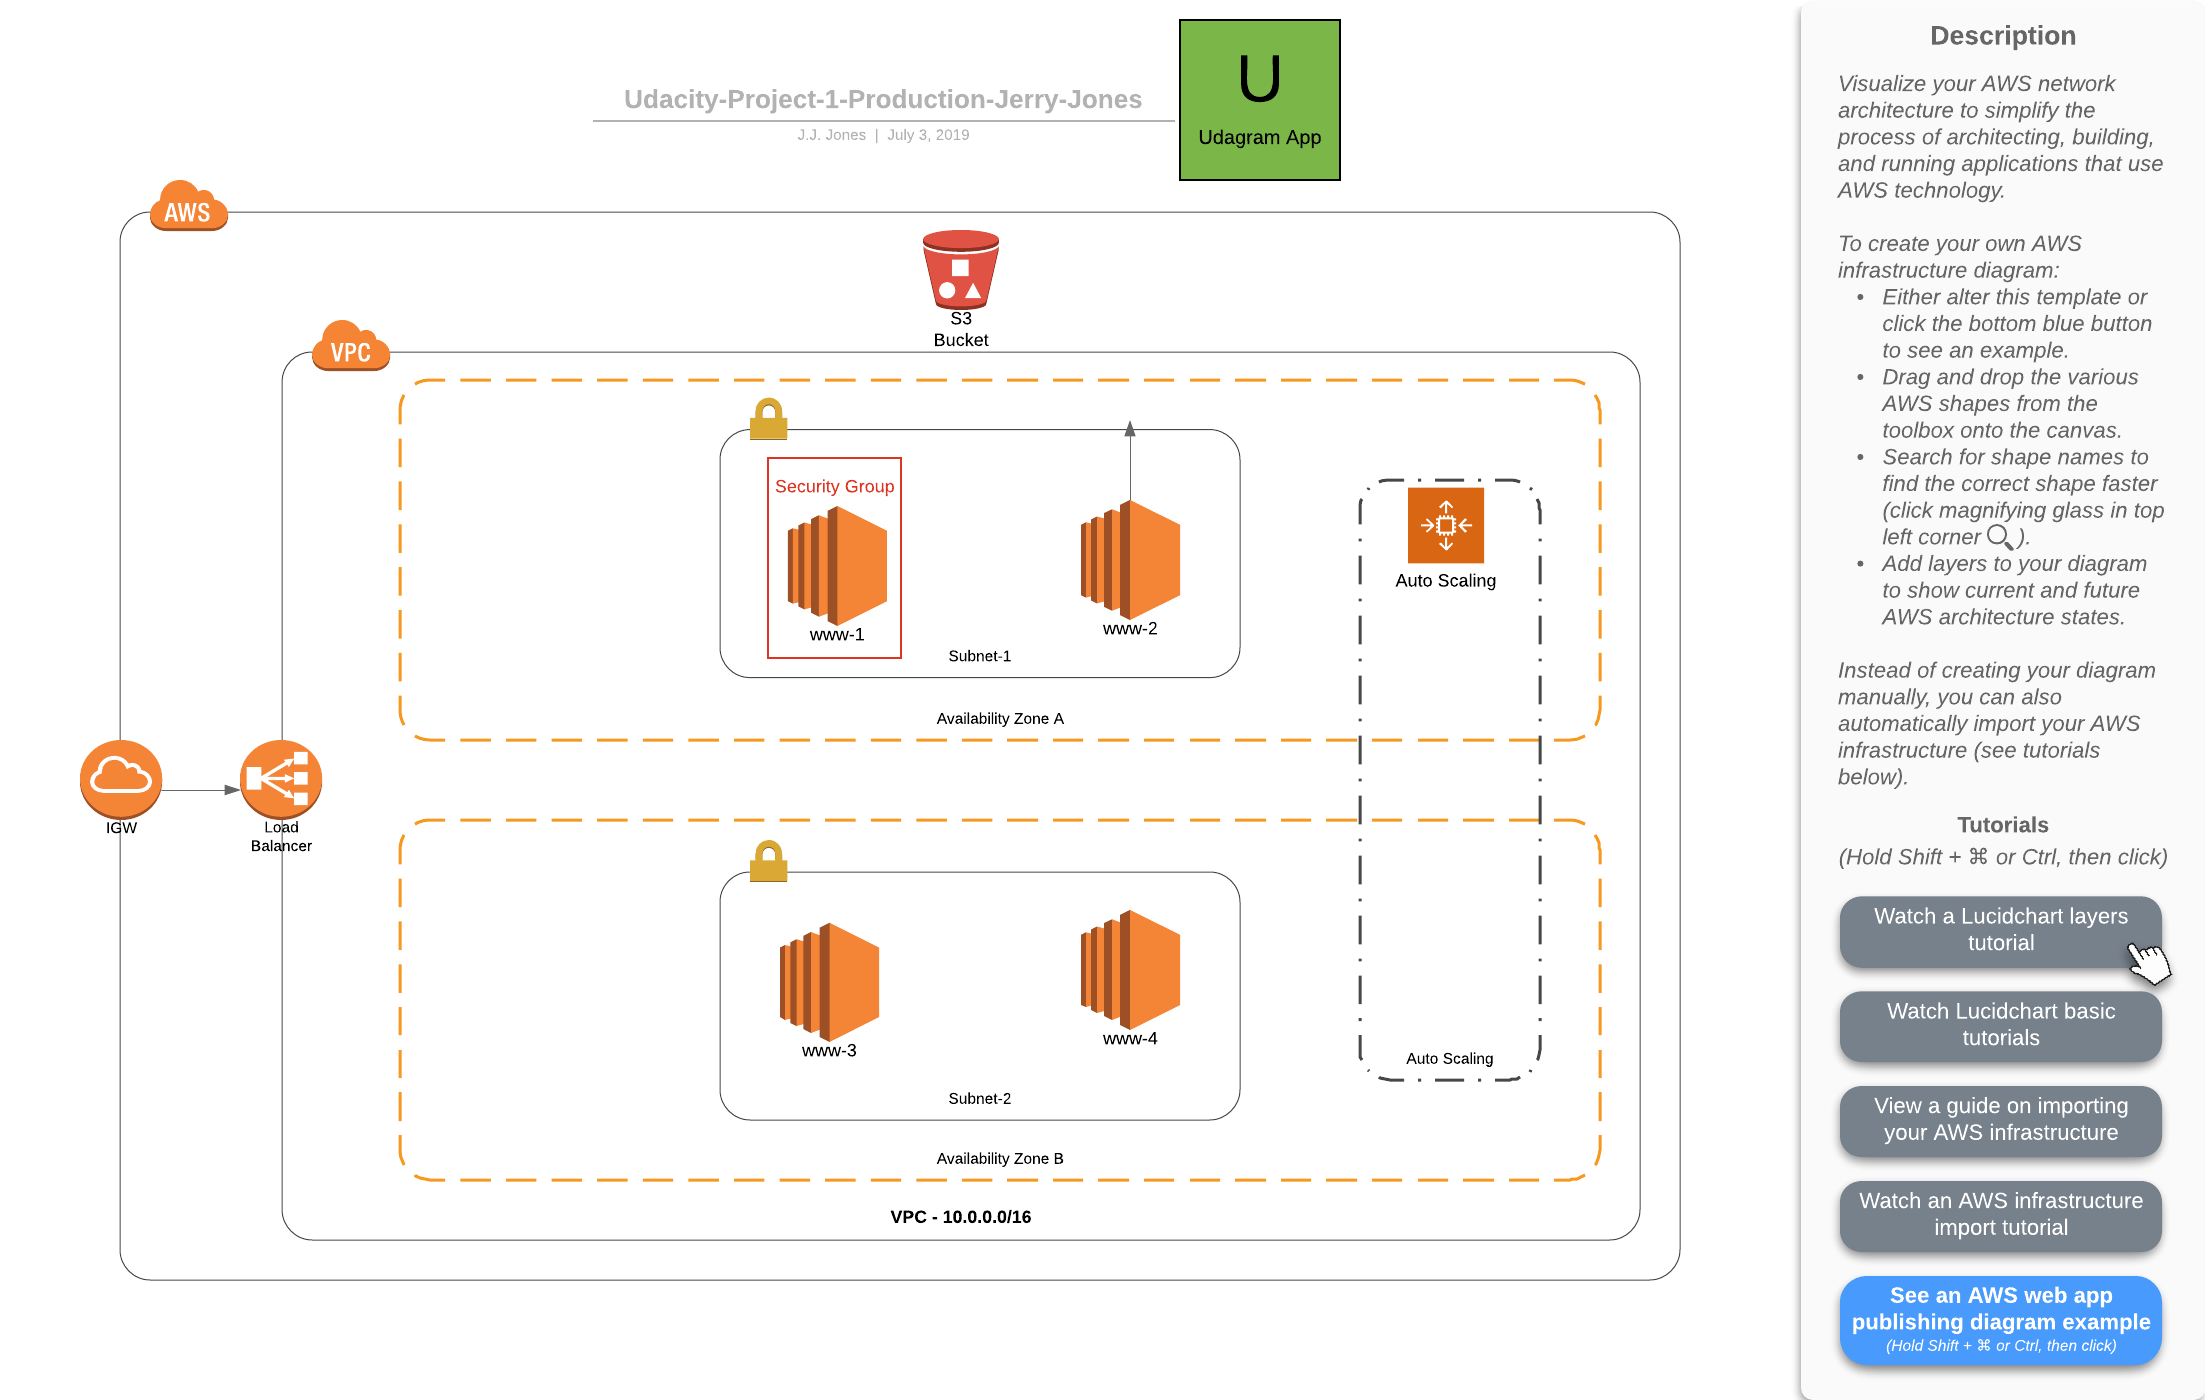 Udacity-Project-1-Production-Jerry-Jones
J.J. Jones | July 3, 2019
U
Udagram App
AWS
S3
Bucket
VPC
Security Group
www-1
www-2
Subnet-1
Availability Zone A
Auto Scaling
IGW
Load
Balancer
www-3
www-4
Subnet-2
Auto Scaling
Availability Zone B
VPC - 10.0.0.0/16
Description
Visualize your AWS network
architecture to simplify the
process of architecting, building,
and running applications that use
AWS technology.
To create your own AWS
infrastructure diagram:
• Either alter this template or
click the bottom blue button
to see an example.
• Drag and drop the various
AWS shapes from the
toolbox onto the canvas.
• Search for shape names to
find the correct shape faster
(click magnifying glass in top
left corner ).
• Add layers to your diagram
to show current and future
AWS architecture states.
Instead of creating your diagram
manually, you can also
automatically import your AWS
infrastructure (see tutorials
below).
Tutorials
(Hold Shift + ⌘ or Ctrl, then click)
Watch a Lucidchart layers
tutorial
Watch Lucidchart basic
tutorials
View a guide on importing
your AWS infrastructure
Watch an AWS infrastructure
import tutorial
See an AWS web app
publishing diagram example
(Hold Shift + ⌘ or Ctrl, then click)